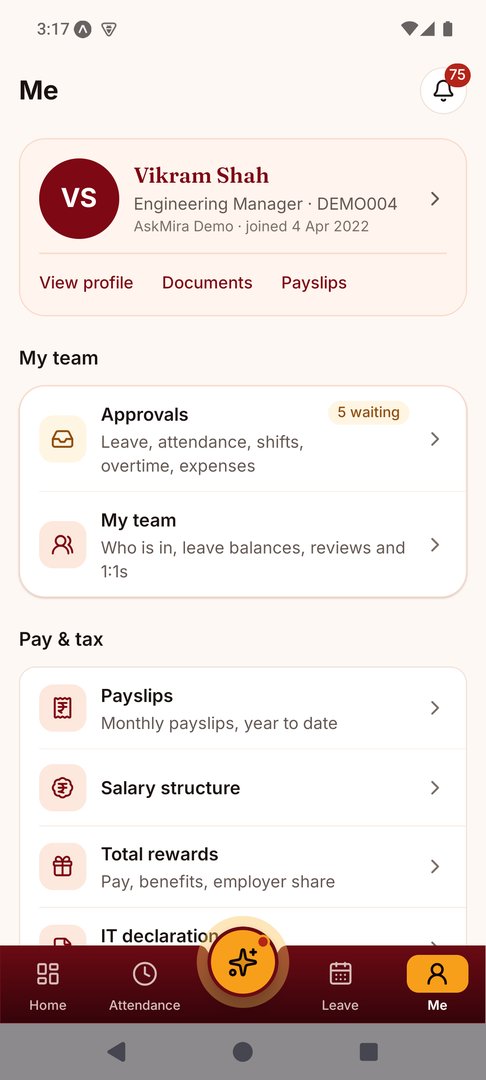 3:17
Me
75
VS
Vikram Shah
Engineering Manager · DEMO004
AskMira Demo · joined 4 Apr 2022
View profile
Documents
Payslips
My team
Approvals
5 waiting
Leave, attendance, shifts,
overtime, expenses
My team
Who is in, leave balances, reviews and
1:1s
Pay & tax
Payslips
Monthly payslips, year to date
Salary structure
Total rewards
Pay, benefits, employer share
IT declaration
Home
Attendance
Leave
Me